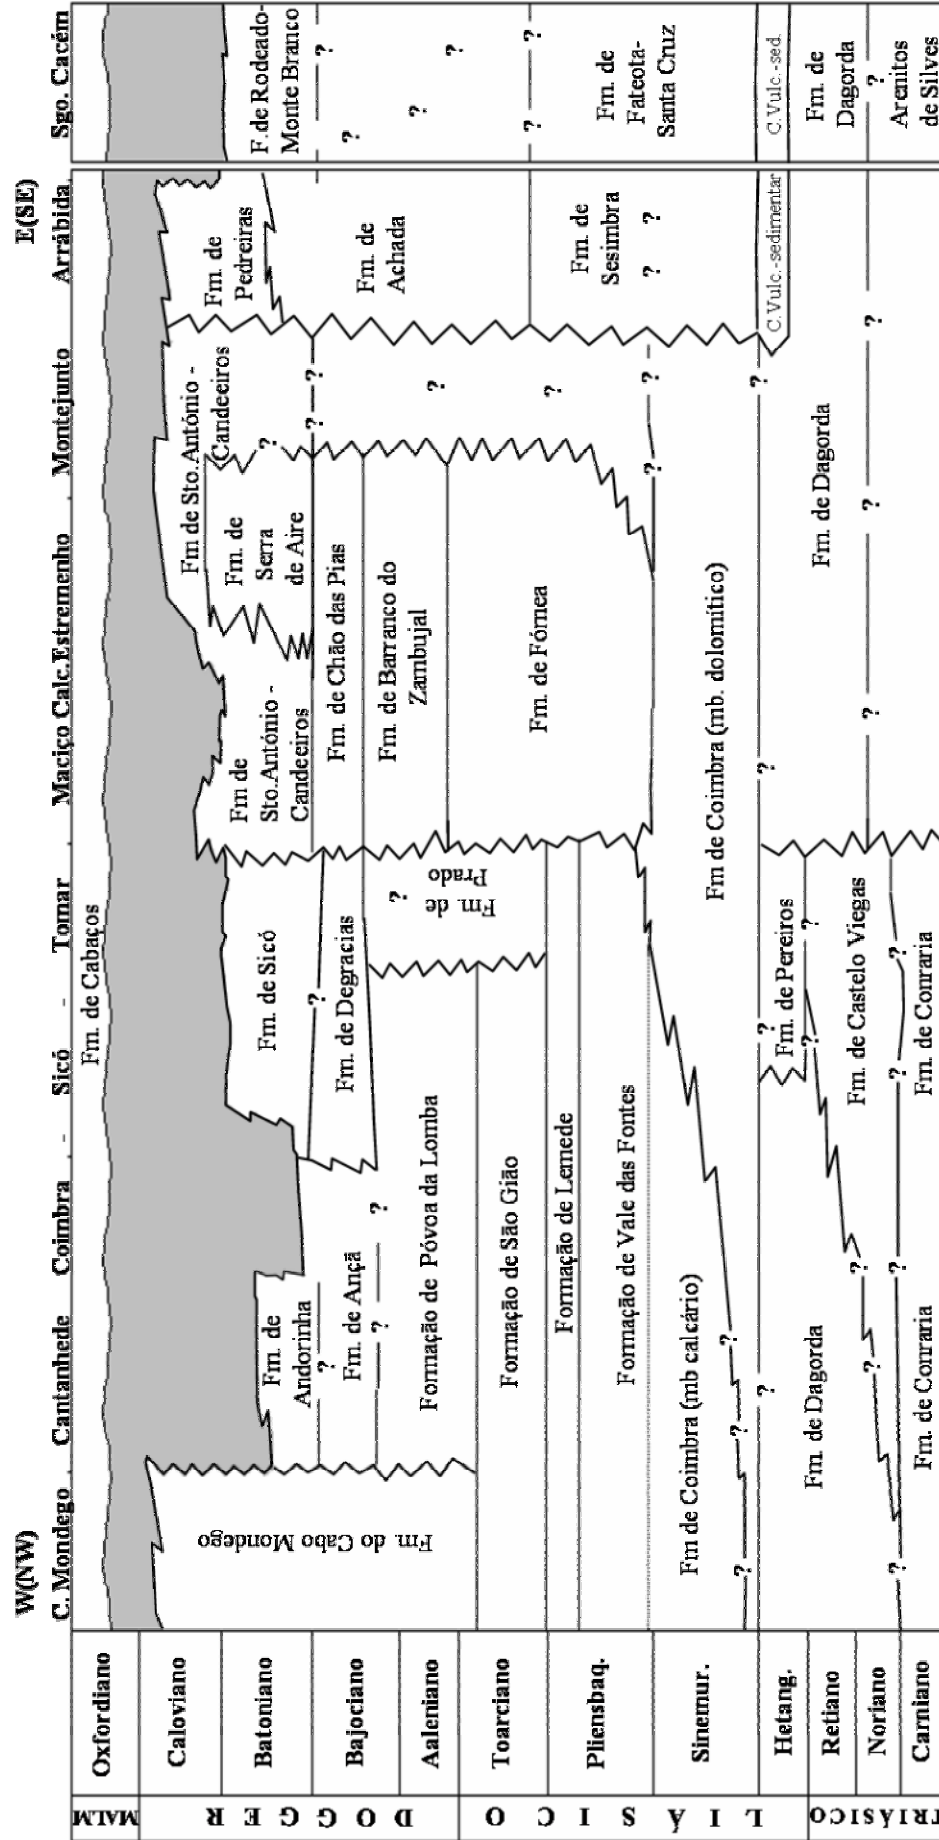 W(NW)
E(SE)
C. Mondego
Cantanhede
Coimbra - Sicó - Tomar
Maciço Calc.Estremenho
Montejunto
Arrábida
Sgo. Cacém
MALM
Oxfordiano
Fm. de Cabaços
DOGGER
Caloviano
Batoniano
Bajociano
Aaleniano
Fm. do Cabo Mondego
Fm. de
Andorinha
?
Fm. de Ançã
?
?
Formação de Póvoa da Lomba
Fm. de Sicó
?
Fm. de Degracias
?
Fm. de
Prado
Fm de
Sto.António -
Candeeiros
Fm de Sto.António -
Candeeiros
Fm. de
Serra
de Aire
?
?
?
?
?
Fm. de Chão das Pias
Fm. de Barranco do
Zambujal
Fm. de
Pedreiras
Fm. de
Achada
F. de Rodeado-
Monte Branco
?
?
?
?
?
?
LIÁSICO
Toarciano
Pliensbaq.
Sinemur.
Hetang.
Formação de São Gião
Formação de Lemede
Formação de Vale das Fontes
Fm. de Fórnea
?
?
Fm. de
Sesimbra
?
?
Fm. de
Fateota-
Santa Cruz
Fm de Coimbra (mb calcário)
?
?
?
Fm de Coimbra (mb. dolomítico)
?
?
?
?
C. Vulc.-sedimentar
C. Vulc.-sed.
Fm. de Pereiros
TRIÁSICO
Retiano
Noriano
Carniano
Fm. de Dagorda
?
?
?
?
Fm. de Castelo Viegas
Fm. de Dagorda
?
?
?
Fm. de
Dagorda
?
Arenitos
de Silves
?
?
?
?
Fm. de Conraria
Fm. de Conraria